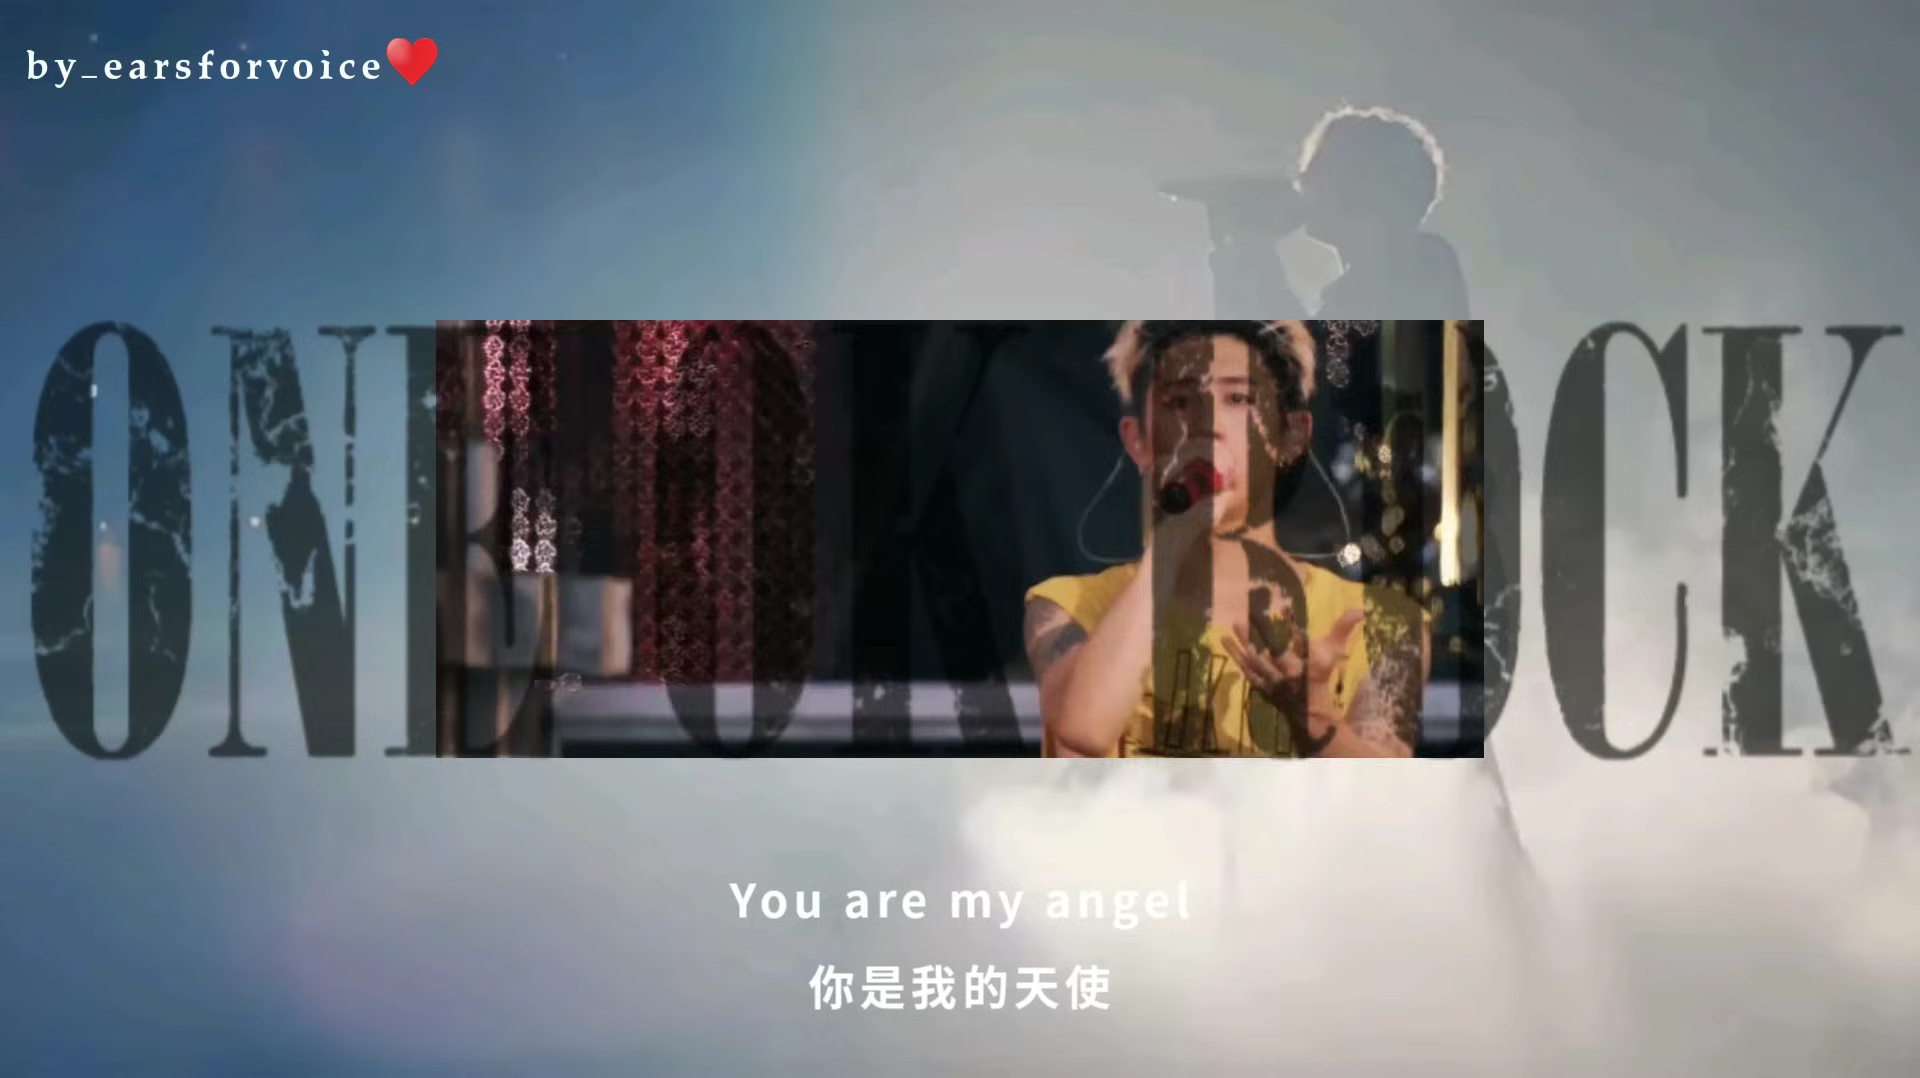 by_earsforvoice❤
ONE OK ROCK
You are my angel
你是我的天使